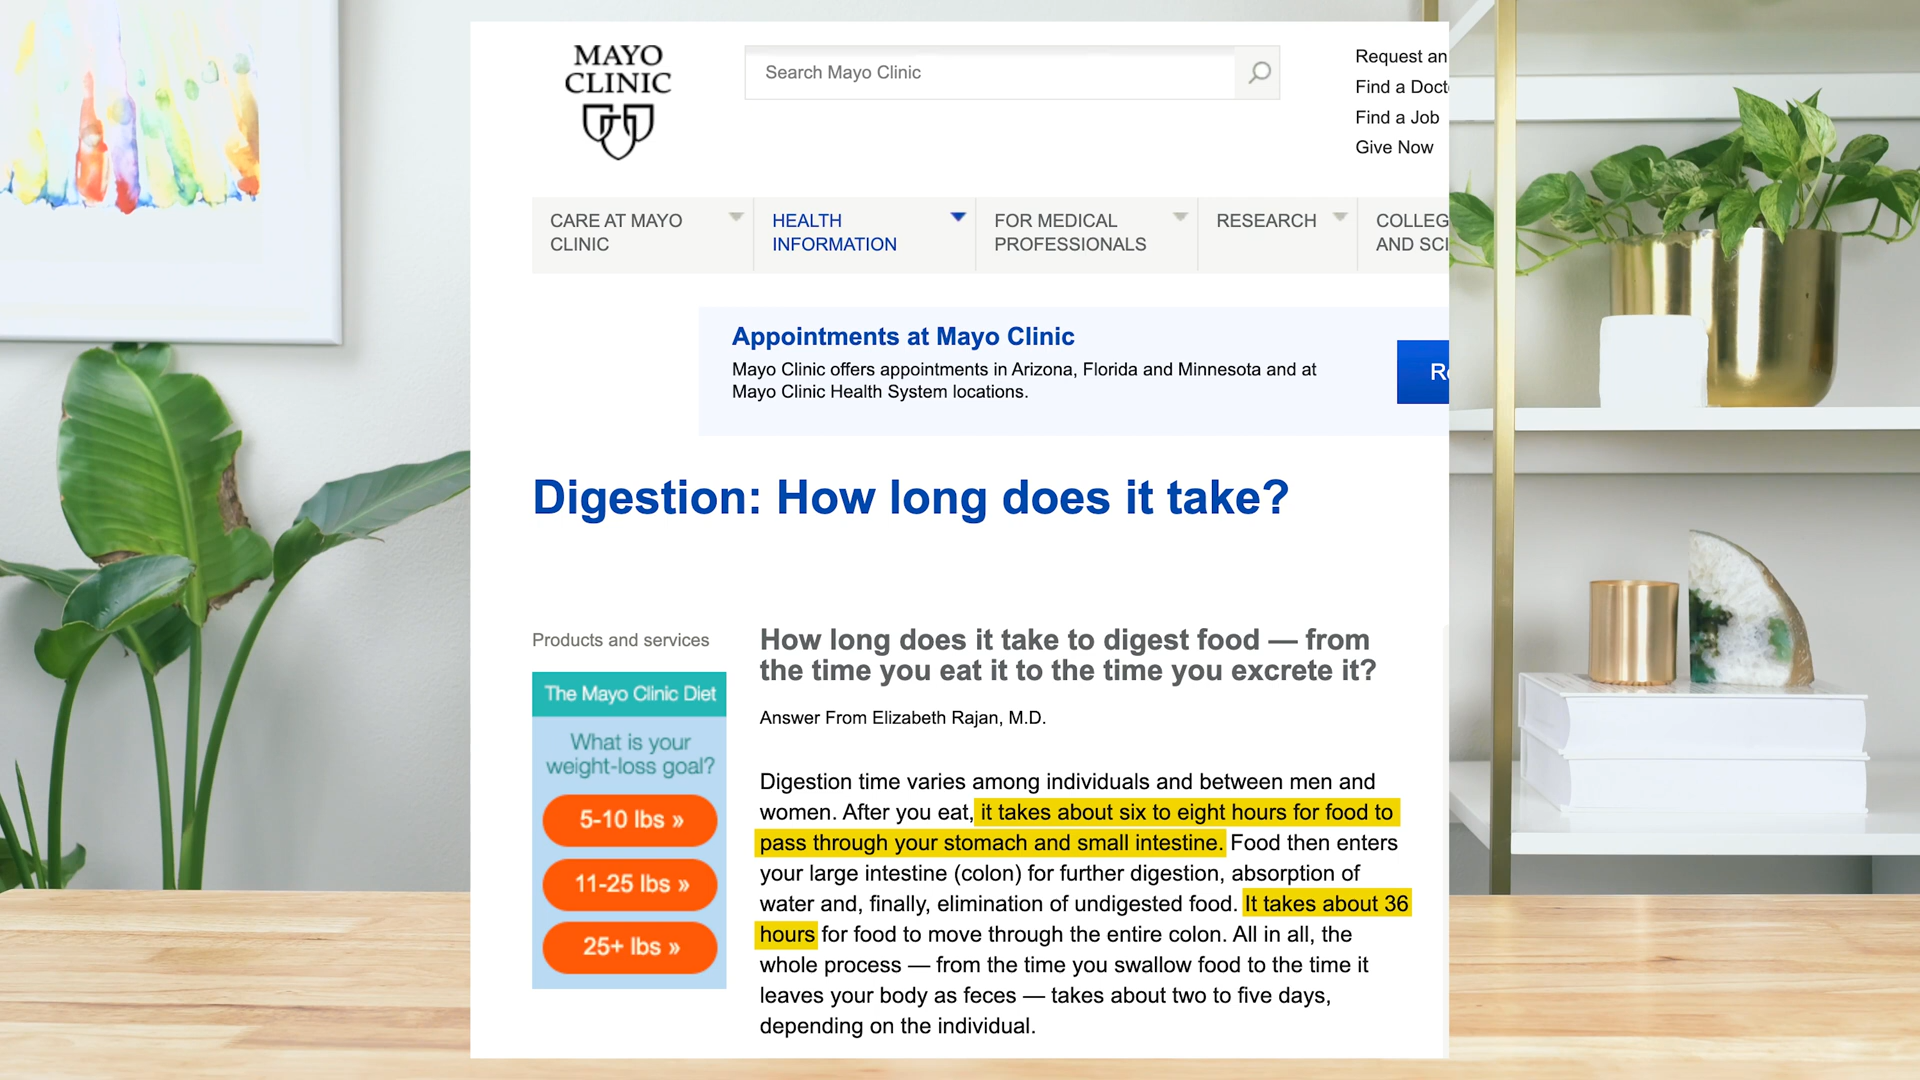 MAYO
CLINIC
Search Mayo Clinic
Request an
Find a Doct
Find a Job
Give Now
CARE AT MAYO
CLINIC
HEALTH
INFORMATION
FOR MEDICAL
PROFESSIONALS
RESEARCH
COLLEG
AND SCI
Appointments at Mayo Clinic
Mayo Clinic offers appointments in Arizona, Florida and Minnesota and at
Mayo Clinic Health System locations.
Re
Digestion: How long does it take?
Products and services
The Mayo Clinic Diet
What is your
weight-loss goal?
5-10 lbs »
11-25 lbs »
25+ lbs »
How long does it take to digest food — from
the time you eat it to the time you excrete it?
Answer From Elizabeth Rajan, M.D.
Digestion time varies among individuals and between men and
women. After you eat, it takes about six to eight hours for food to
pass through your stomach and small intestine. Food then enters
your large intestine (colon) for further digestion, absorption of
water and, finally, elimination of undigested food. It takes about 36
hours for food to move through the entire colon. All in all, the
whole process — from the time you swallow food to the time it
leaves your body as feces — takes about two to five days,
depending on the individual.